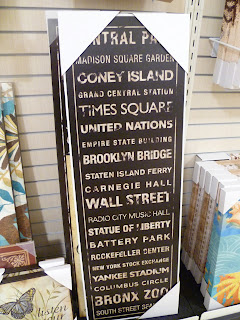 CENTRAL PA
MADISON SQUARE GARDEN
CONEY ISLAND
GRAND CENTRAL STATION
TIMES SQUARE
UNITED NATIONS
EMPIRE STATE BUILDING
BROOKLYN BRIDGE
STATEN ISLAND FERRY
CARNEGIE HALL
WALL STREET
RADIO CITY MUSIC HALL
STATUE OF LIBERTY
BATTERY PARK
ROCKEFELLER CENTER
NEW YORK STOCK EXCHANGE
YANKEE STADIUM
COLUMBUS CIRCLE
BRONX ZOO
SOUTH STREET SEA
listen